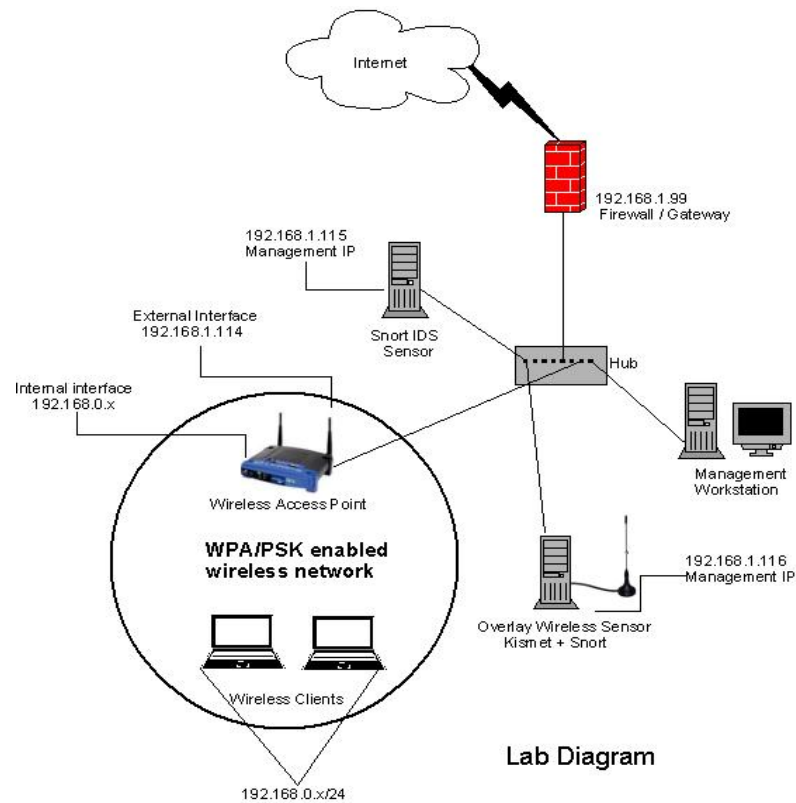 Internet
192.168.1.99
Firewall / Gateway
192.168.1.115
Management IP
Snort IDS
Sensor
External Interface
192.168.1.114
Hub
Internal interface
192.168.0.x
Wireless Access Point
Management
Workstation
WPA/PSK enabled
wireless network
192.168.1.116
Management IP
Overlay Wireless Sensor
Kismet + Snort
Wireless Clients
Lab Diagram
192.168.0.x/24